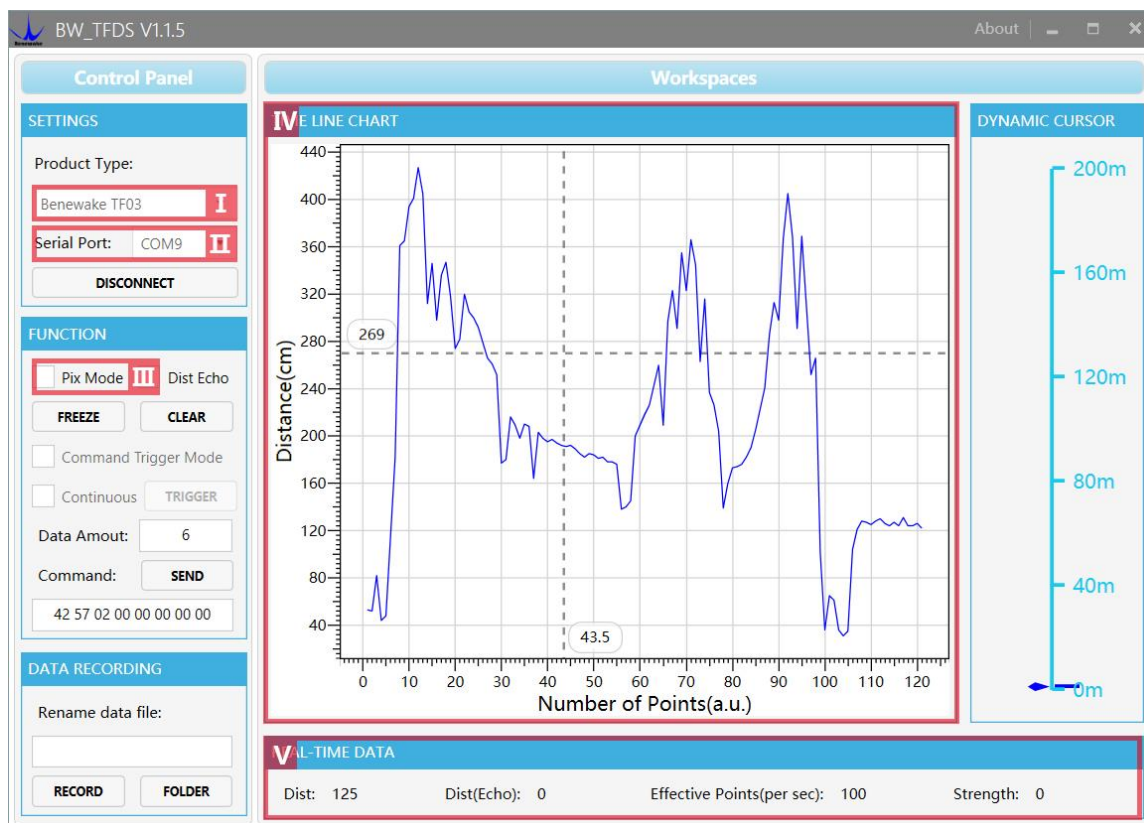 BW_TFDS V1.1.5
About
Benewake
Control Panel
SETTINGS
Product Type:
Benewake TF03
I
Serial Port:
COM9
II
DISCONNECT
FUNCTION
Pix Mode
III
Dist Echo
FREEZE
CLEAR
Command Trigger Mode
Continuous
TRIGGER
Data Amout:
6
Command:
SEND
42 57 02 00 00 00 00 00
DATA RECORDING
Rename data file:
RECORD
FOLDER
Workspaces
IV
E LINE CHART
440
400
360
320
280
240
200
160
120
80
40
Distance(cm)
269
43.5
0 10 20 30 40 50 60 70 80 90 100 110 120
Number of Points(a.u.)
DYNAMIC CURSOR
200m
160m
120m
80m
40m
0m
V
AL-TIME DATA
Dist: 125 Dist(Echo): 0 Effective Points(per sec): 100 Strength: 0